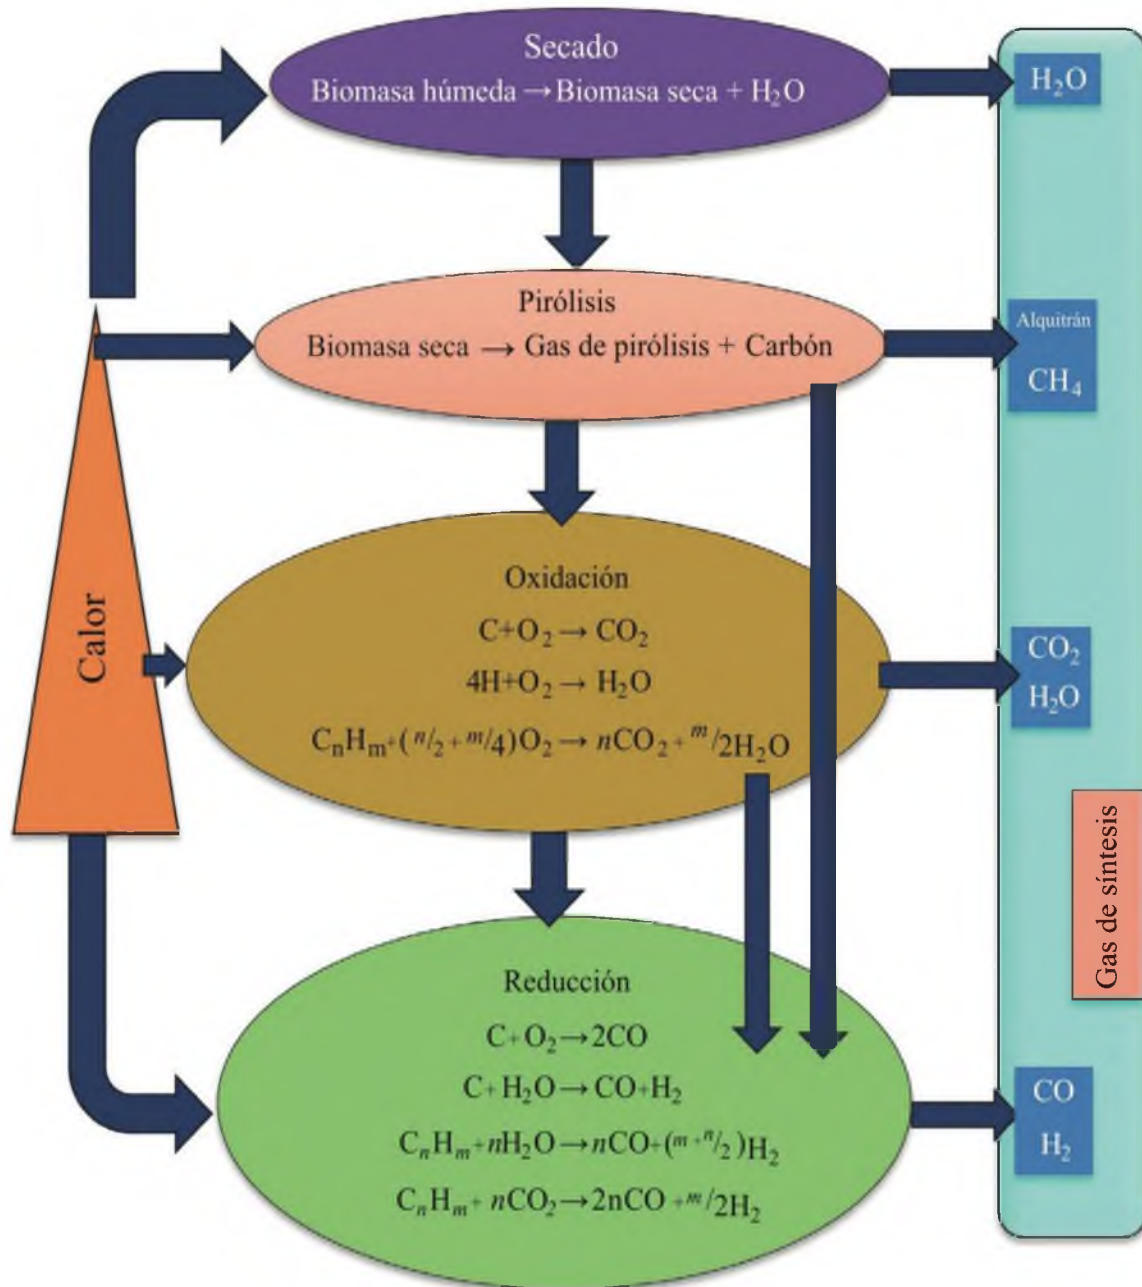 Secado
Biomasa húmeda → Biomasa seca + H₂O
H₂O
Pirólisis
Biomasa seca → Gas de pirólisis + Carbón
Alquitrán
CH₄
Calor
Oxidación
C+O₂ → CO₂
4H+O₂ → H₂O
CₙHₘ+(n/2 + m/4)O₂ → nCO₂ + m/2H₂O
CO₂
H₂O
Gas de síntesis
Reducción
C+O₂→2CO
C+H₂O→CO+H₂
CₙHₘ+nH₂O→nCO+(m+n/2)H₂
CₙHₘ+nCO₂→2nCO+m/2H₂
CO
H₂